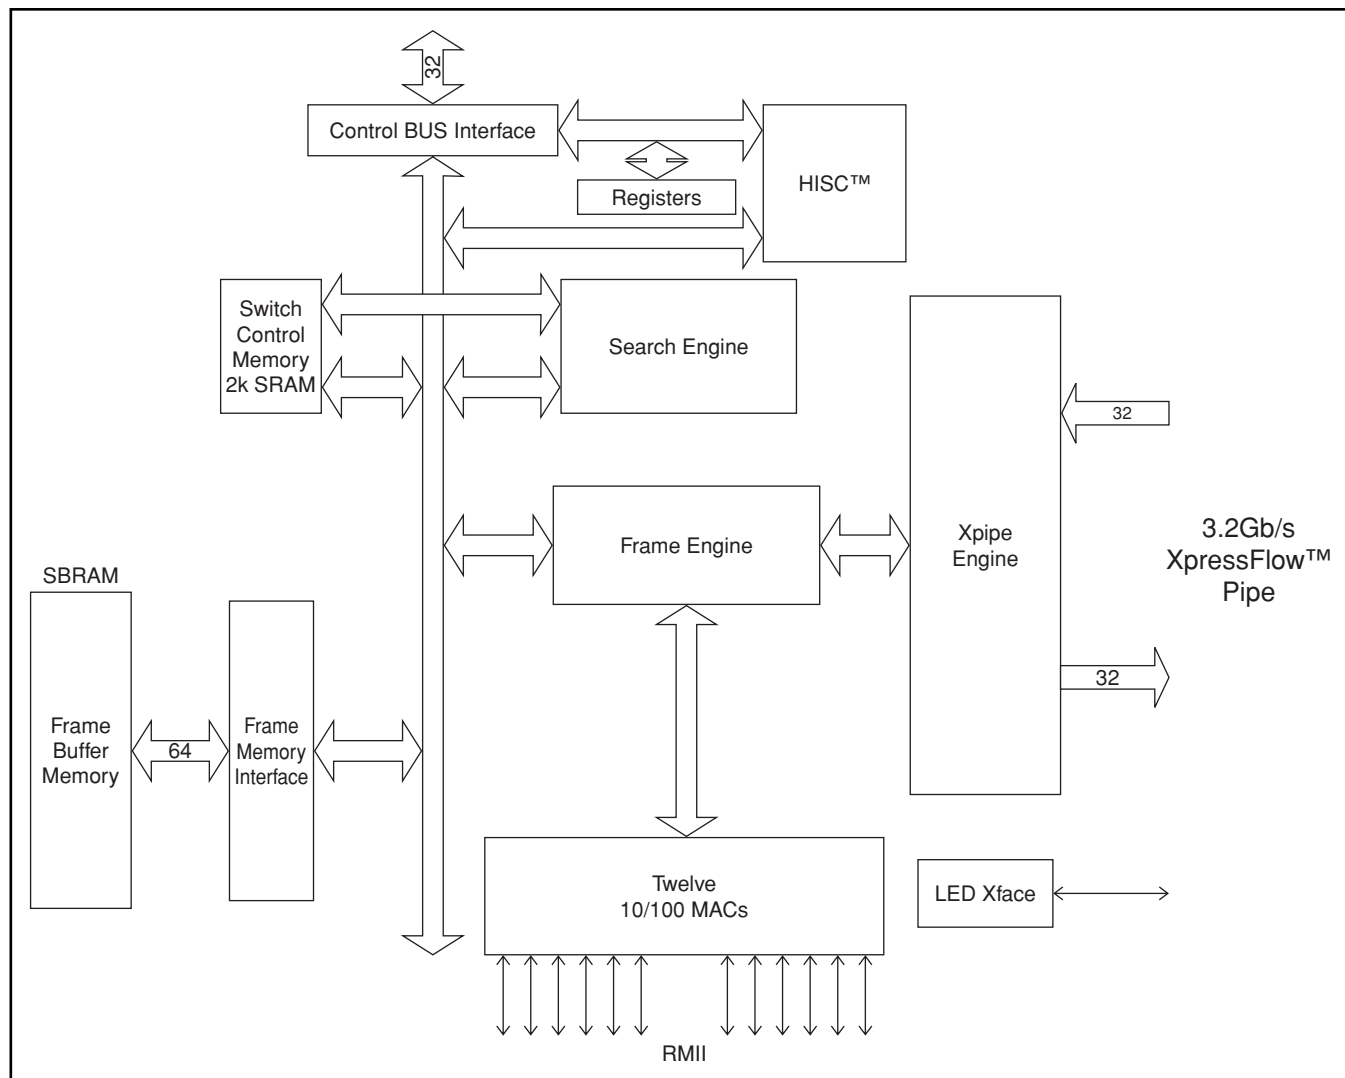 32
Control BUS Interface
HISC™
Registers
Switch
Control
Memory
2k SRAM
Search Engine
32
Frame Engine
Xpipe
Engine
3.2Gb/s
XpressFlow™
Pipe
SBRAM
32
Frame
Buffer
Memory
64
Frame
Memory
Interface
Twelve
10/100 MACs
LED Xface
RMII